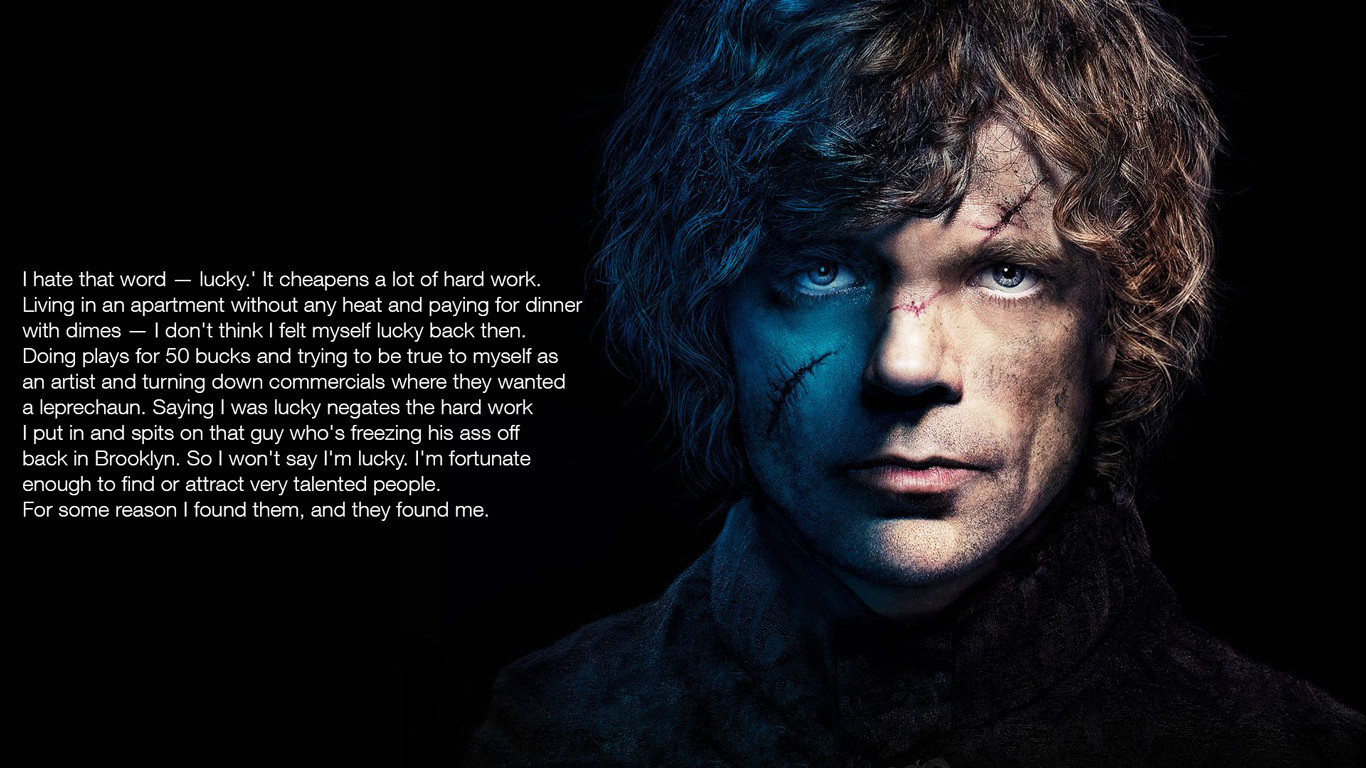 I hate that word — lucky.' It cheapens a lot of hard work.
Living in an apartment without any heat and paying for dinner
with dimes — I don't think I felt myself lucky back then.
Doing plays for 50 bucks and trying to be true to myself as
an artist and turning down commercials where they wanted
a leprechaun. Saying I was lucky negates the hard work
I put in and spits on that guy who's freezing his ass off
back in Brooklyn. So I won't say I'm lucky. I'm fortunate
enough to find or attract very talented people.
For some reason I found them, and they found me.